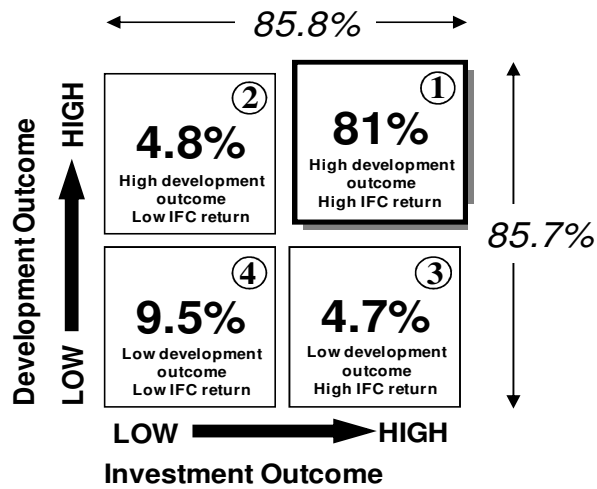 85.8%
②
4.8%
High development
outcome
Low IFC return
①
81%
High development
outcome
High IFC return
85.7%
④
9.5%
Low development
outcome
Low IFC return
③
4.7%
Low development
outcome
High IFC return
Development Outcome
LOW
HIGH
LOW
HIGH
Investment Outcome